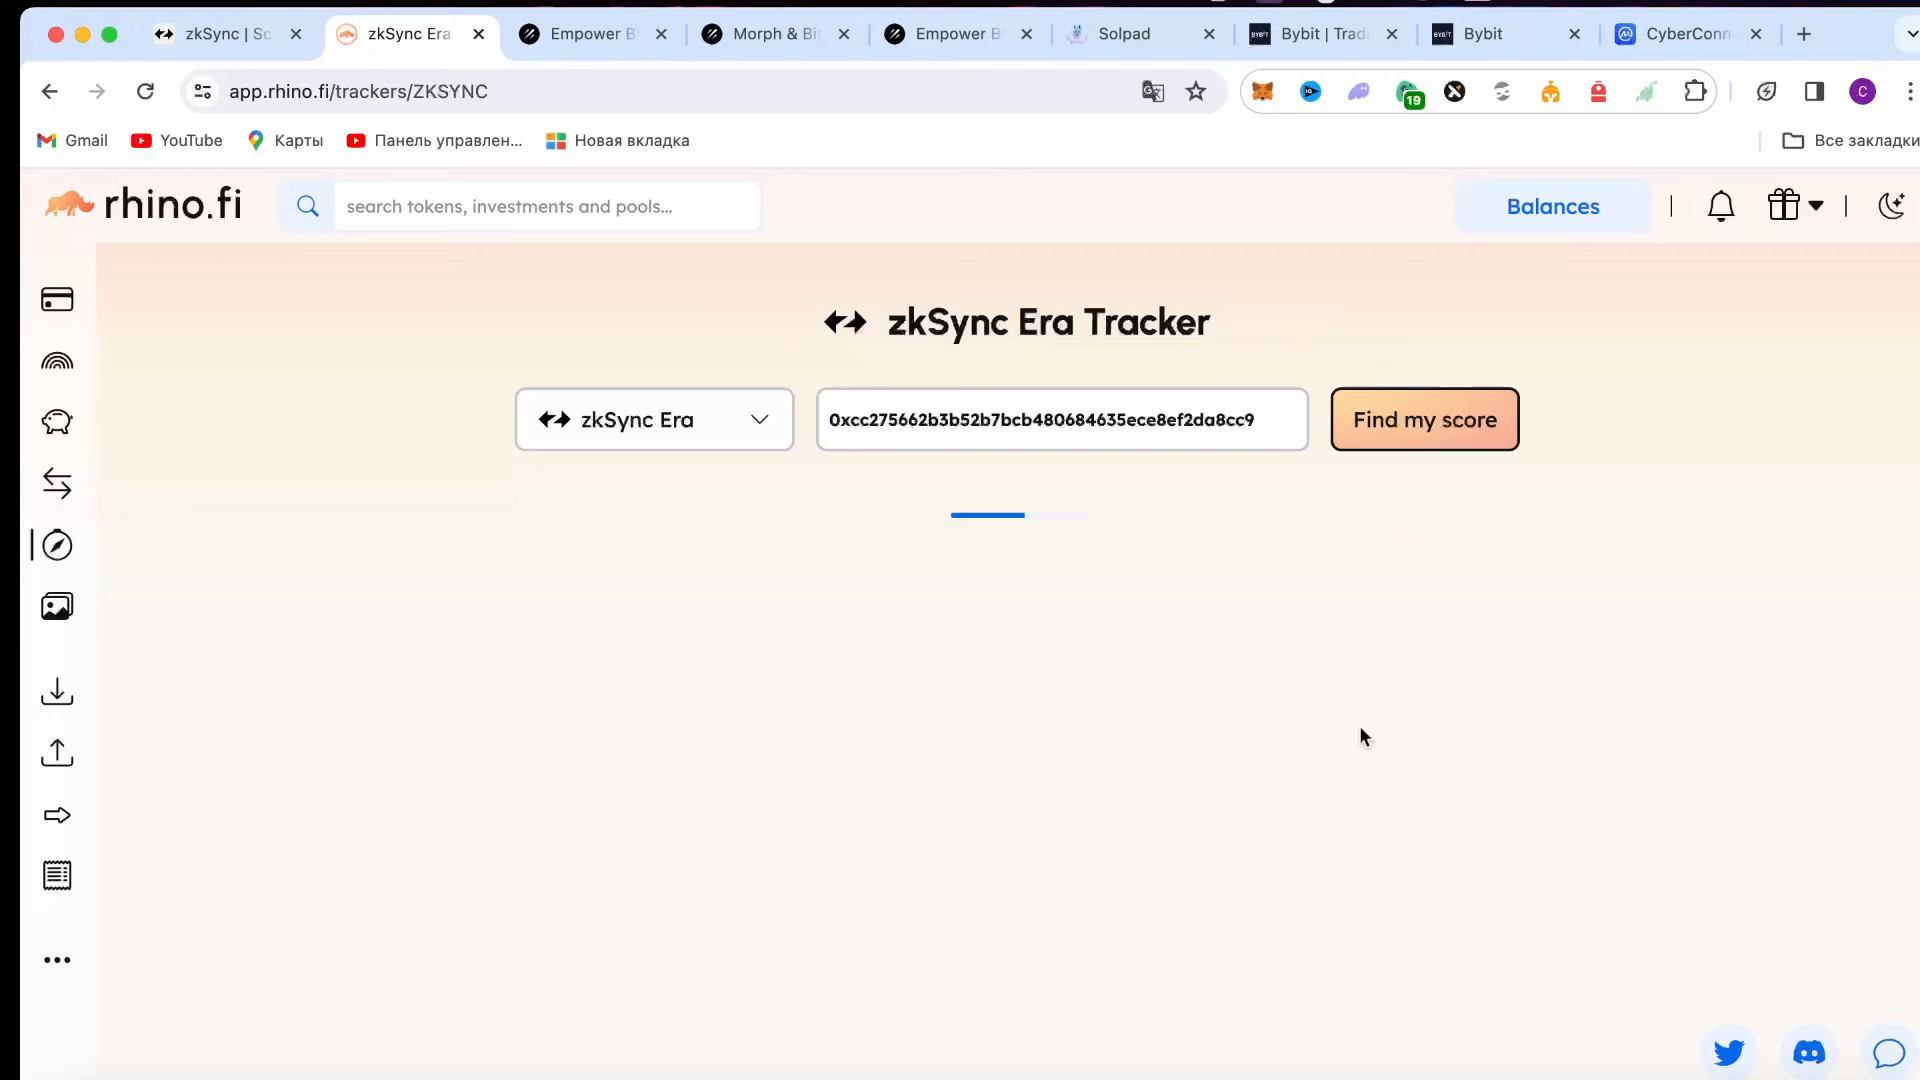 zkSync | Sc
zkSync Era
Empower B
Morph & Bit
Empower B
Solpad
Bybit | Tradi
Bybit
CyberConn
app.rhino.fi/trackers/ZKSYNC
19
C
Gmail
YouTube
Карты
Панель управлен...
Новая вкладка
Все закладки
rhino.fi
search tokens, investments and pools...
Balances
zkSync Era Tracker
zkSync Era
0xcc275662b3b52b7bcb480684635ece8ef2da8cc9
Find my score